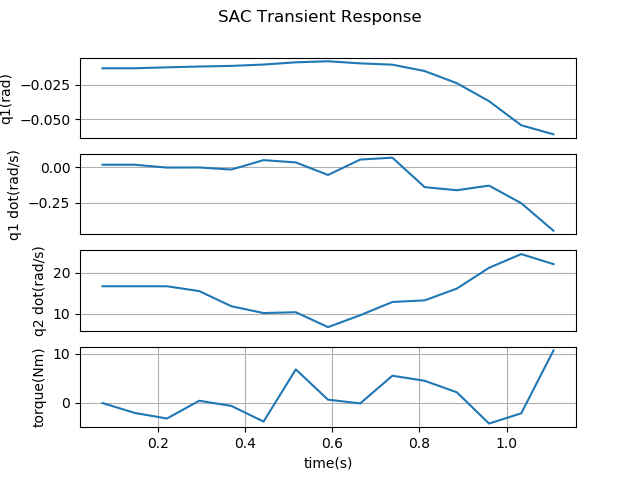 SAC Transient Response
q1(rad)
−0.025
−0.050
q1 dot(rad/s)
0.00
−0.25
q2 dot(rad/s)
20
10
torque(Nm)
10
0
0.2 0.4 0.6 0.8 1.0
time(s)